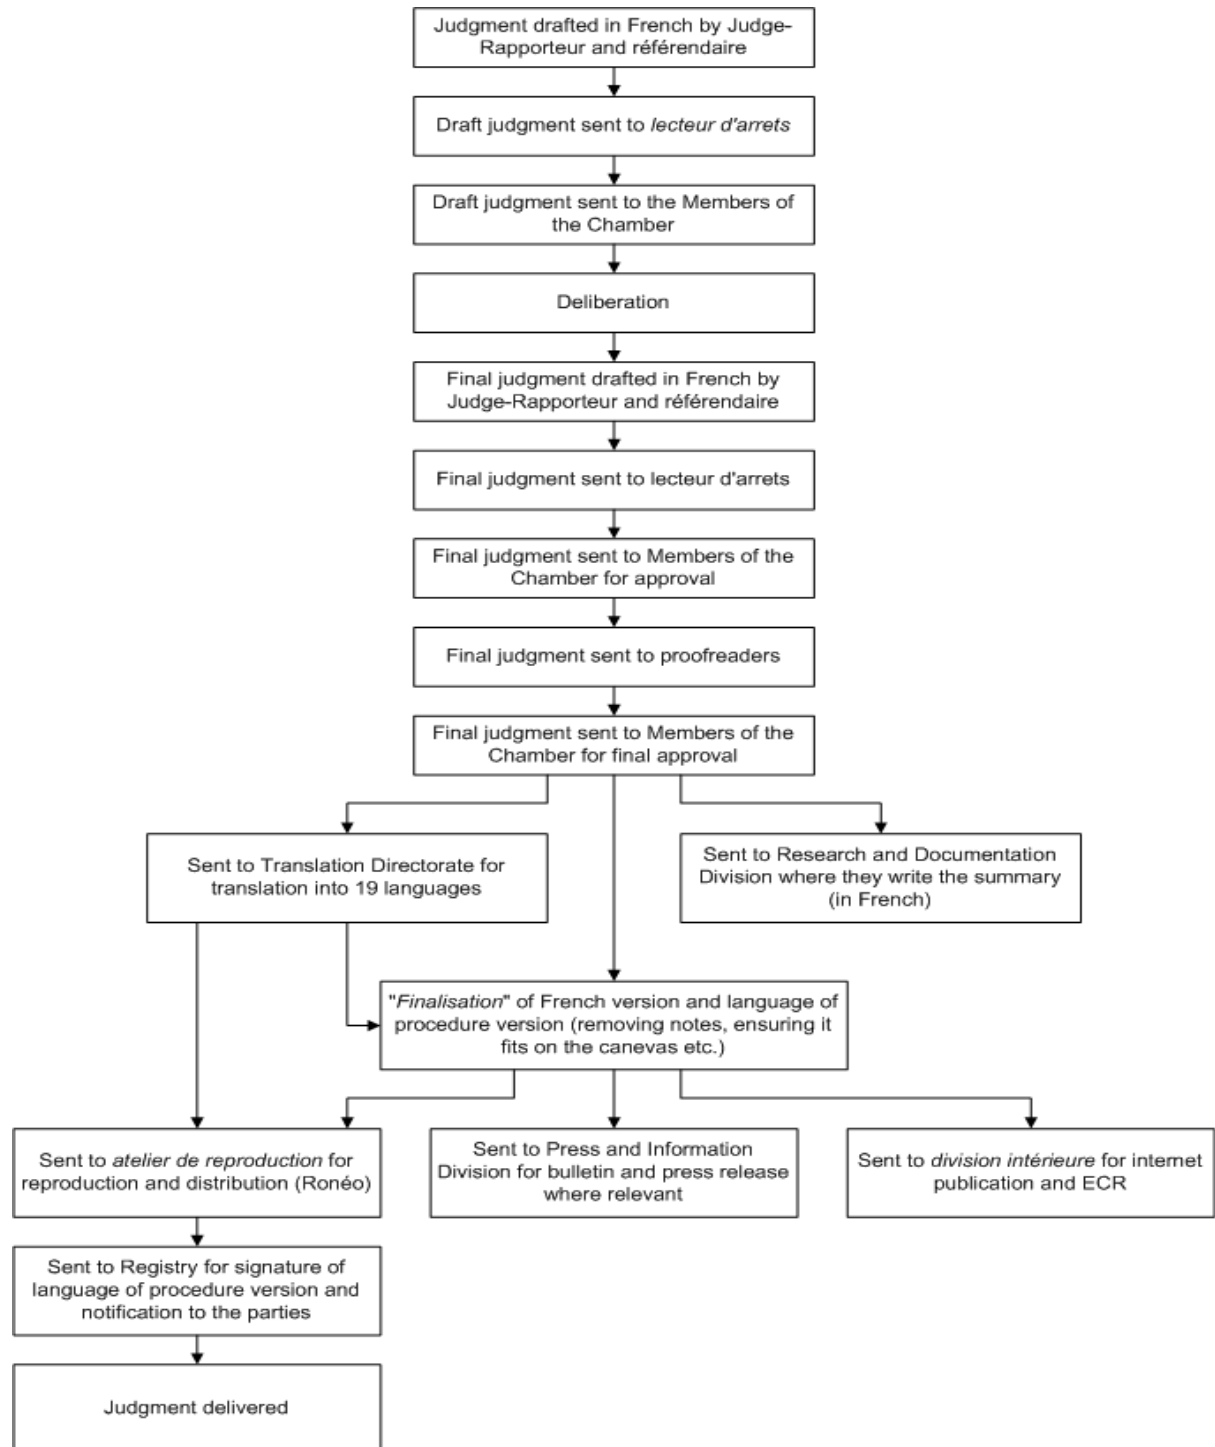 Judgment drafted in French by Judge-
Rapporteur and référendaire
Draft judgment sent to lecteur d'arrets
Draft judgment sent to the Members of
the Chamber
Deliberation
Final judgment drafted in French by
Judge-Rapporteur and référendaire
Final judgment sent to lecteur d'arrets
Final judgment sent to Members of the
Chamber for approval
Final judgment sent to proofreaders
Final judgment sent to Members of the
Chamber for final approval
Sent to Translation Directorate for
translation into 19 languages
Sent to Research and Documentation
Division where they write the summary
(in French)
"Finalisation" of French version and language of
procedure version (removing notes, ensuring it
fits on the canevas etc.)
Sent to atelier de reproduction for
reproduction and distribution (Ronéo)
Sent to Press and Information
Division for bulletin and press release
where relevant
Sent to division intérieure for internet
publication and ECR
Sent to Registry for signature of
language of procedure version and
notification to the parties
Judgment delivered